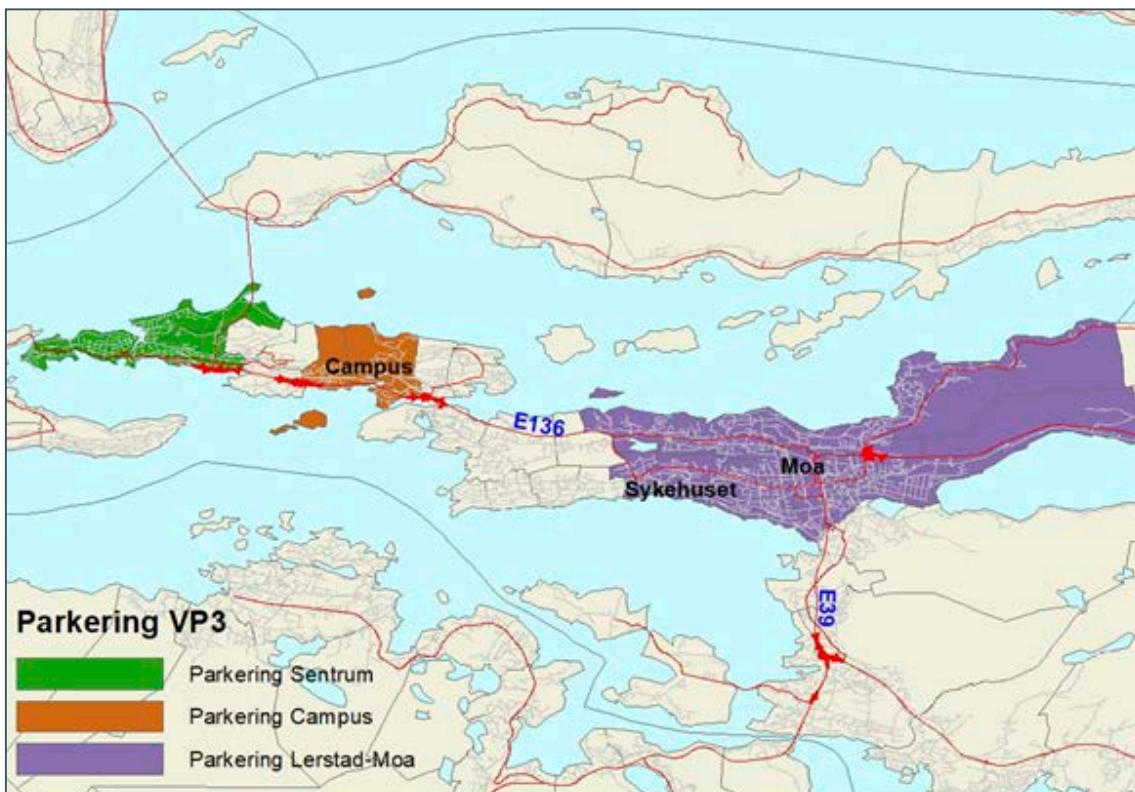 Campus
E136
Moa
Sykehuset
E39
Parkering VP3
Parkering Sentrum
Parkering Campus
Parkering Lerstad-Moa